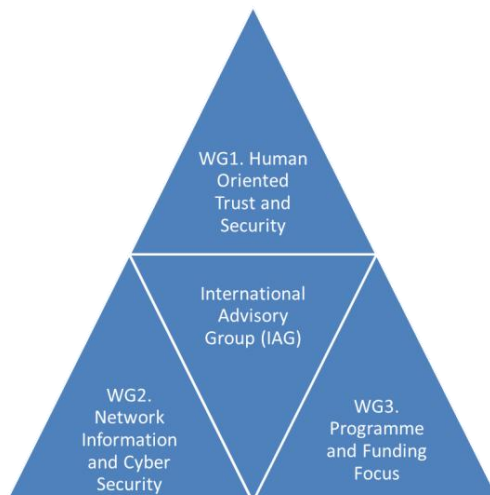 WG1. Human
Oriented
Trust and
Security
International
Advisory
Group (IAG)
WG2.
Network
Information
and Cyber
Security
WG3.
Programme
and Funding
Focus